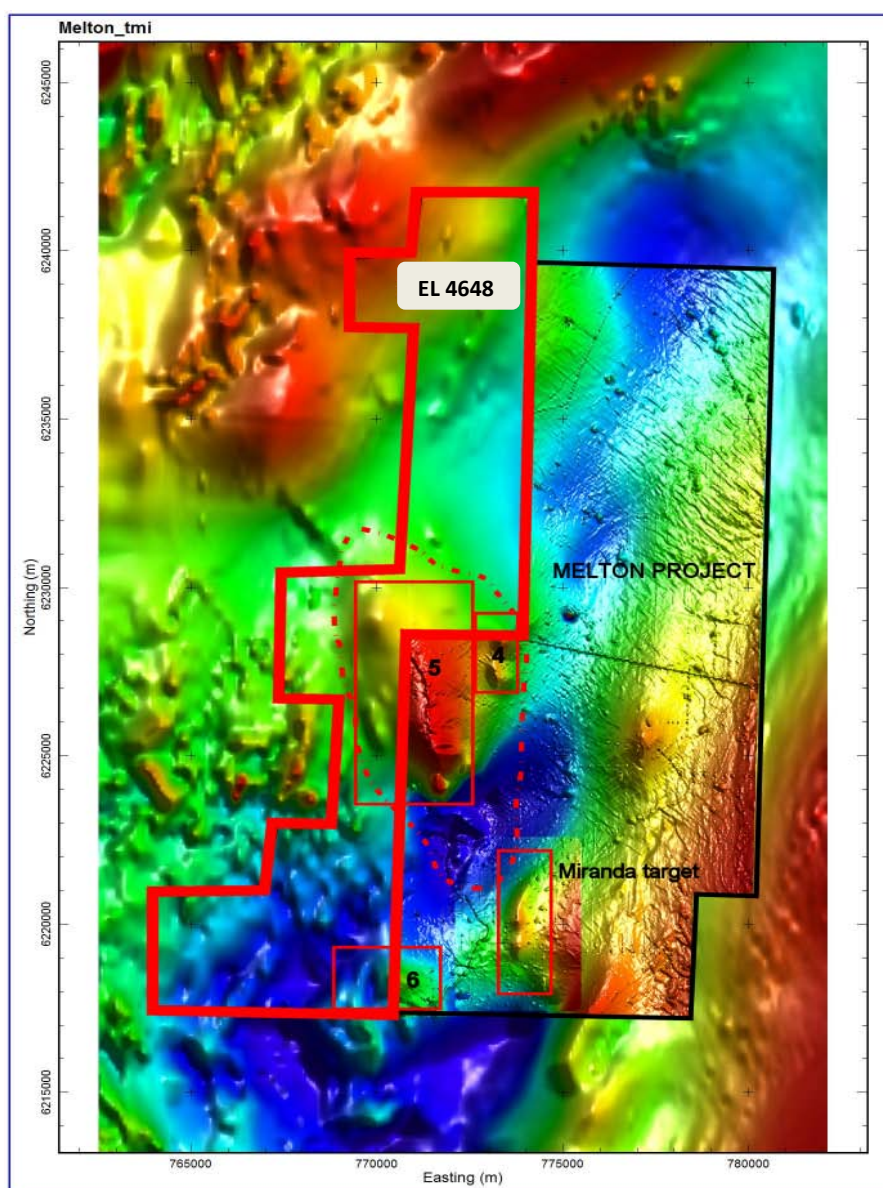 Melton_tmi
6245000
6240000
6235000
6230000
6225000
6220000
6215000
Northing (m)
EL 4648
MELTON PROJECT
5
4
Miranda target
6
765000
770000
775000
780000
Easting (m)